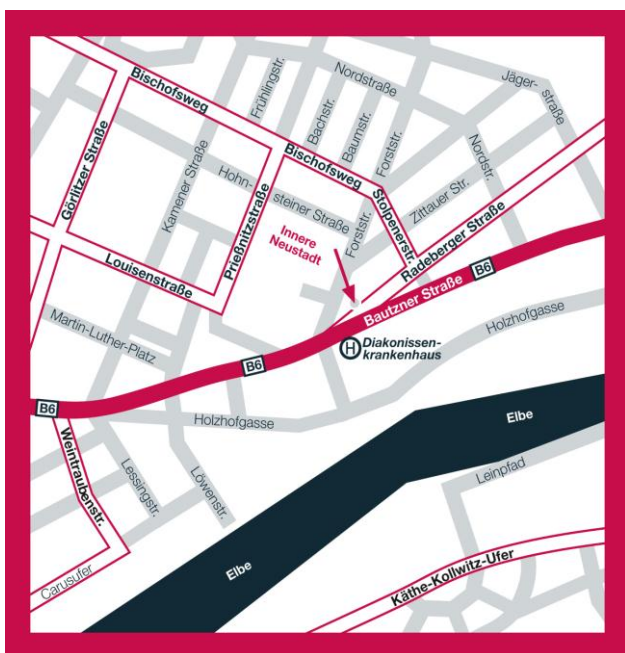 Bischofsweg
Frühlingstr.
Nordstraße
Jäger-
straße
Görlitzer Straße
Kamener Straße
Hohn-
steiner Straße
Prießnitzstraße
Bachstr.
Baumstr.
Forststr.
Bischofsweg
Stolpenerstr.
Zittauer Str.
Nordstr.
Forststr.
Radeberger Straße
Innere
Neustadt
Louisenstraße
Bautzner Straße
B6
Martin-Luther-Platz
Diakonissen-
krankenhaus
H
Holzhofgasse
B6
B6
Holzhofgasse
Weintraubenstr.
Lessingstr.
Löwenstr.
Elbe
Leinpfad
Carusufer
Elbe
Käthe-Kollwitz-Ufer